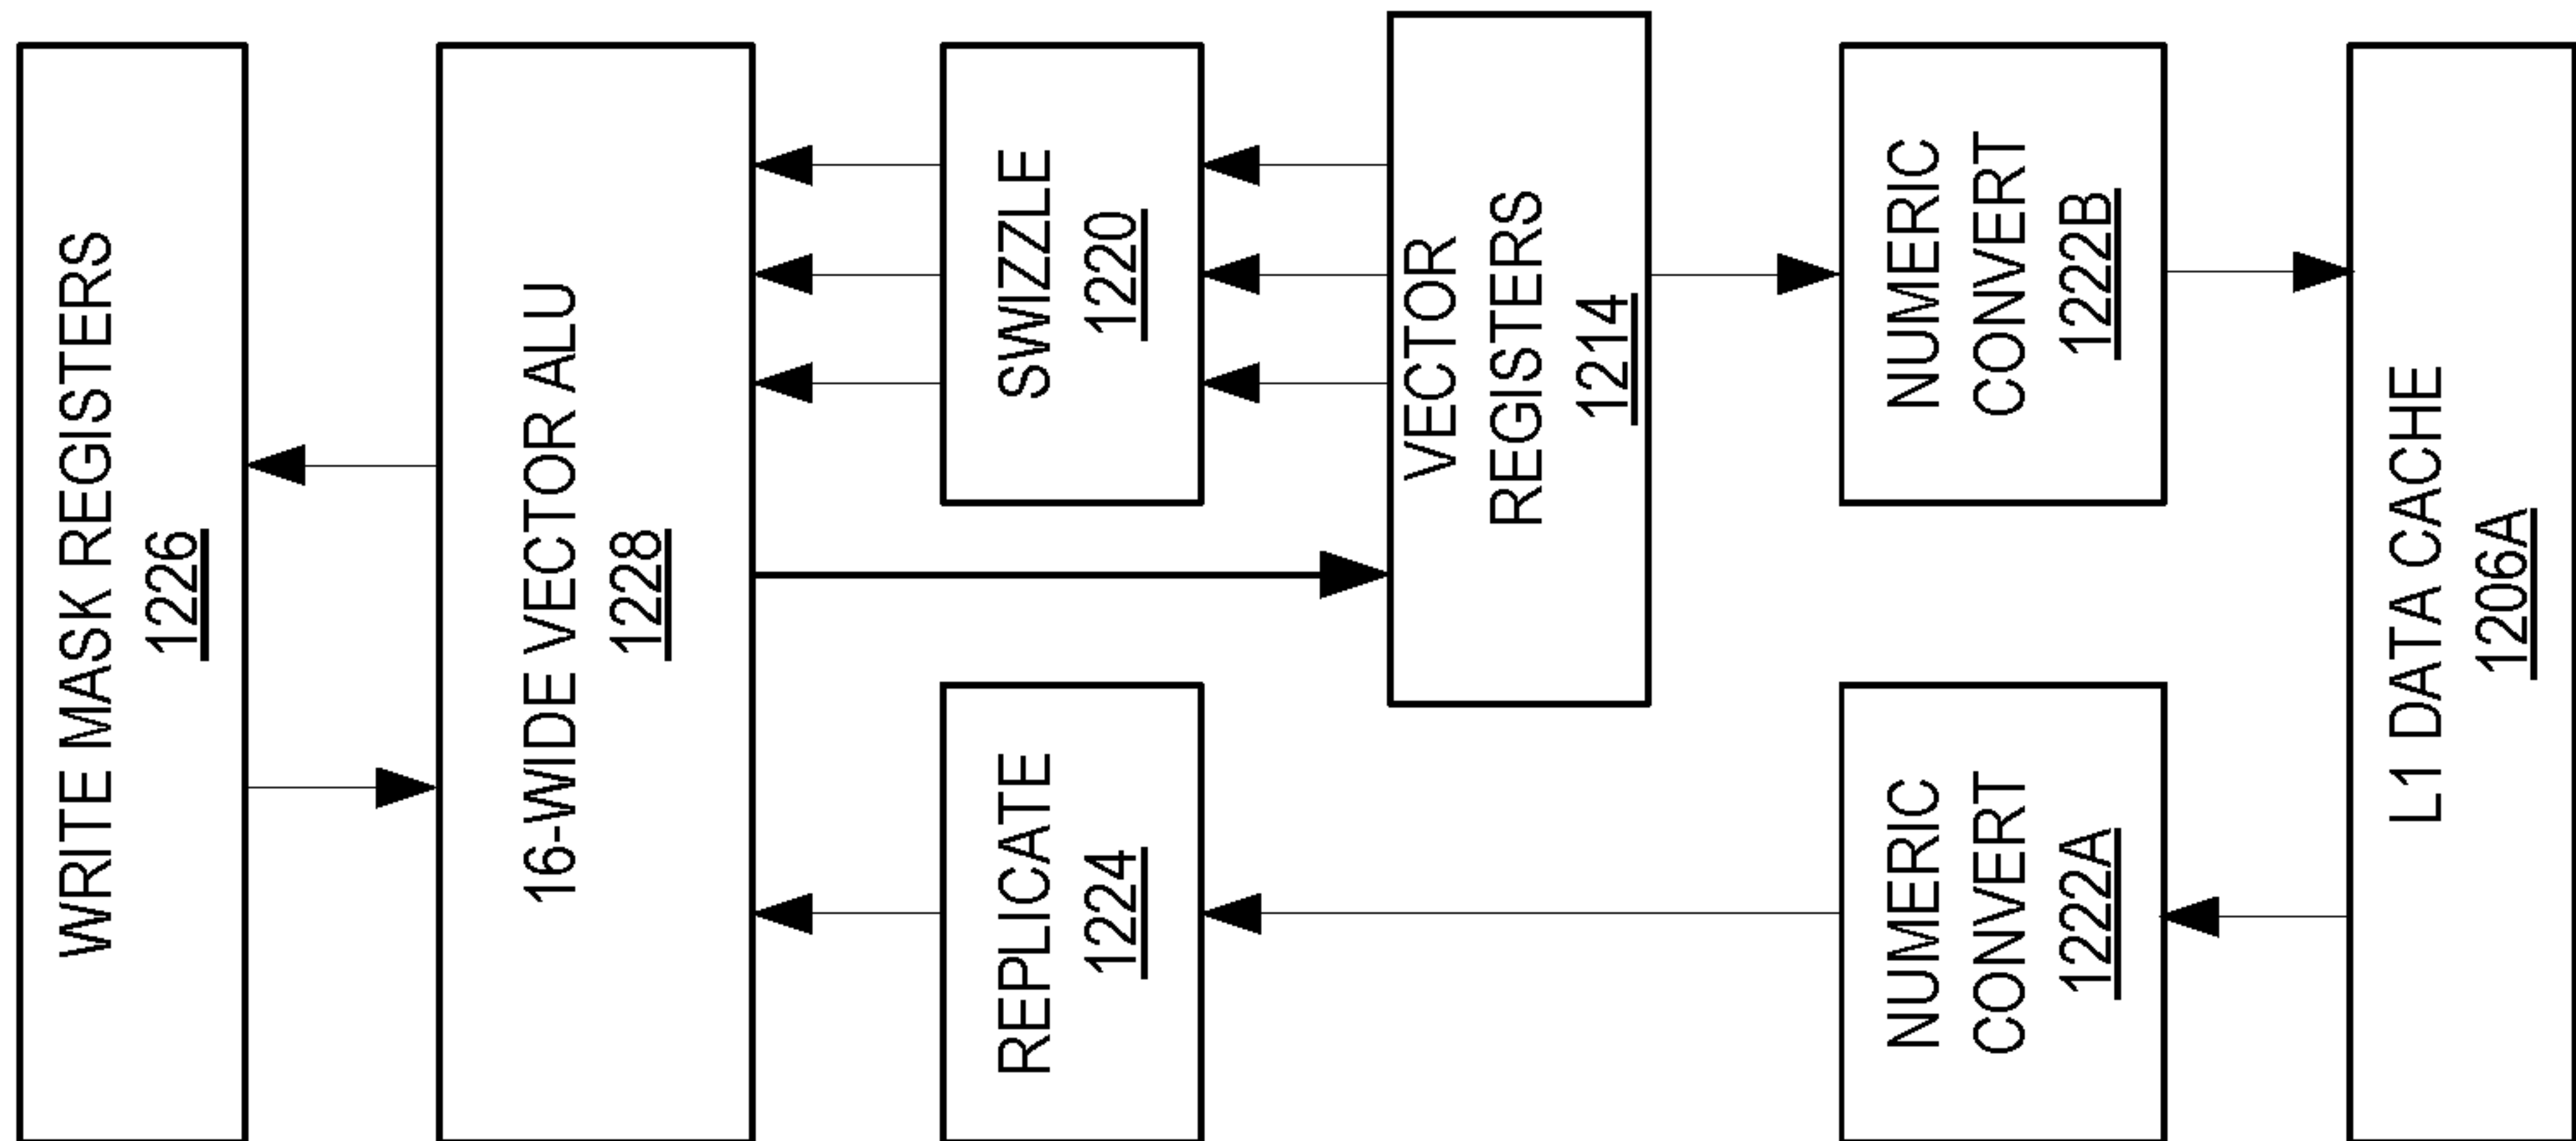 WRITE MASK REGISTERS
1226
16-WIDE VECTOR ALU
1228
REPLICATE
1224
SWIZZLE
1220
VECTOR
REGISTERS
1214
NUMERIC
CONVERT
1222A
NUMERIC
CONVERT
1222B
L1 DATA CACHE
1206A